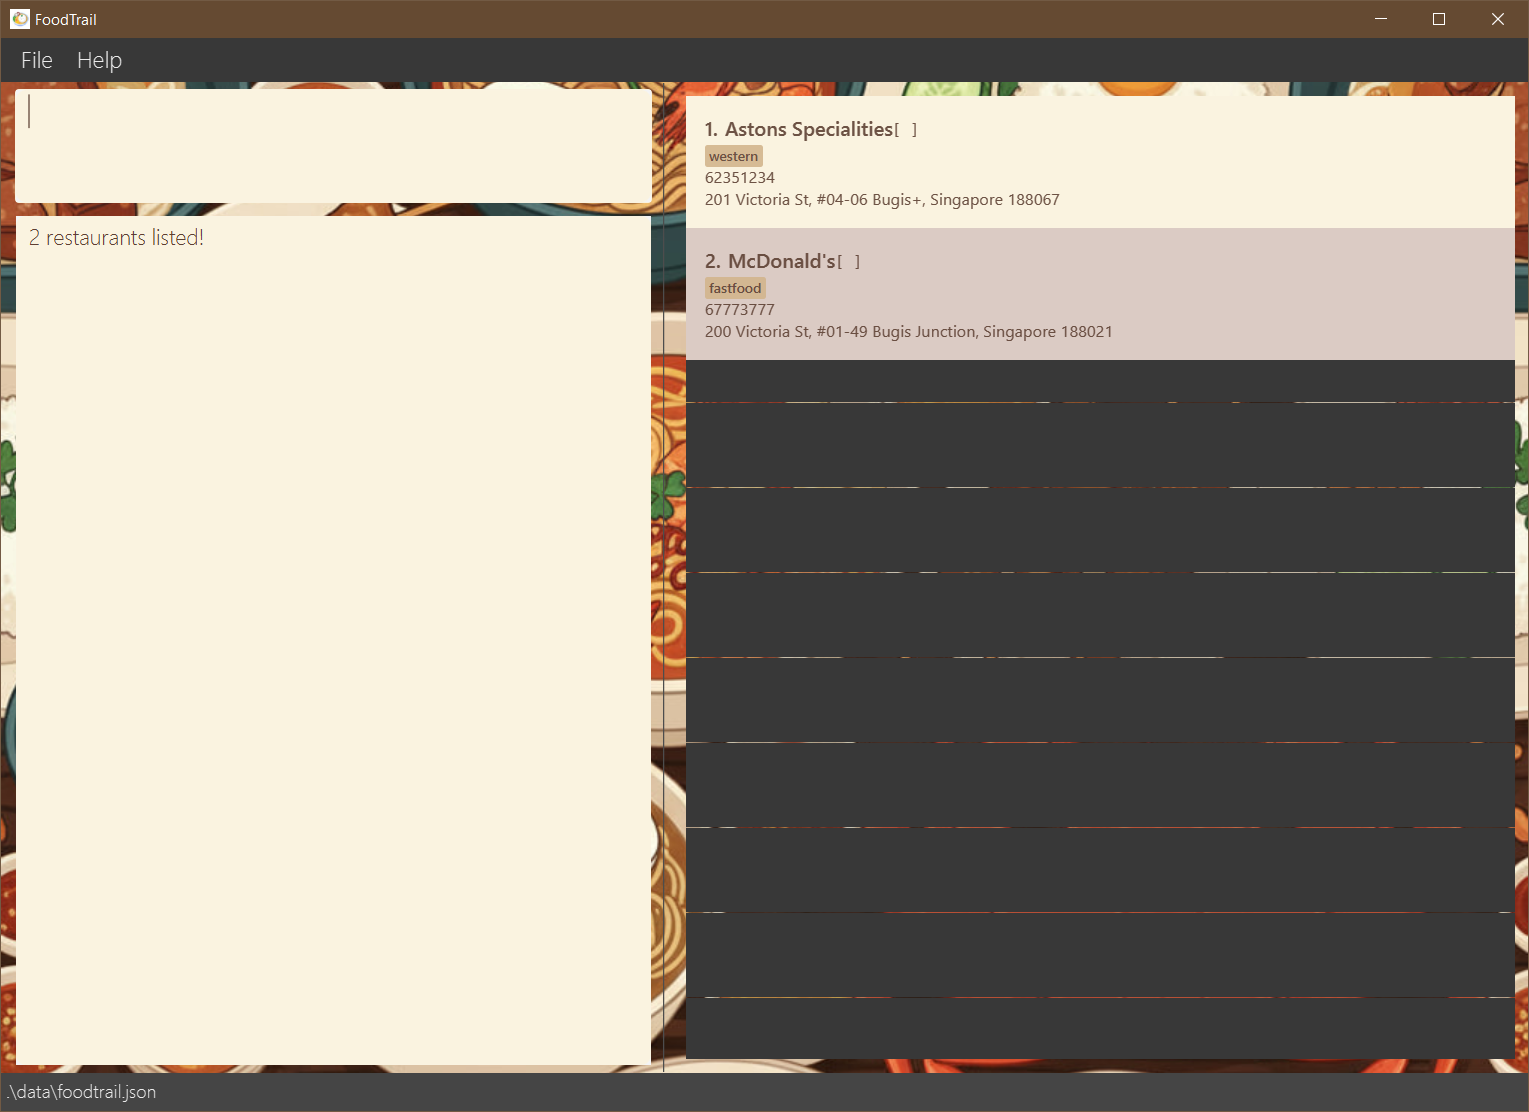 FoodTrail
File Help
2 restaurants listed!
1. Astons Specialities[ ]
western
62351234
201 Victoria St, #04-06 Bugis+, Singapore 188067
2. McDonald's[ ]
fastfood
67773777
200 Victoria St, #01-49 Bugis Junction, Singapore 188021
.\data\foodtrail.json